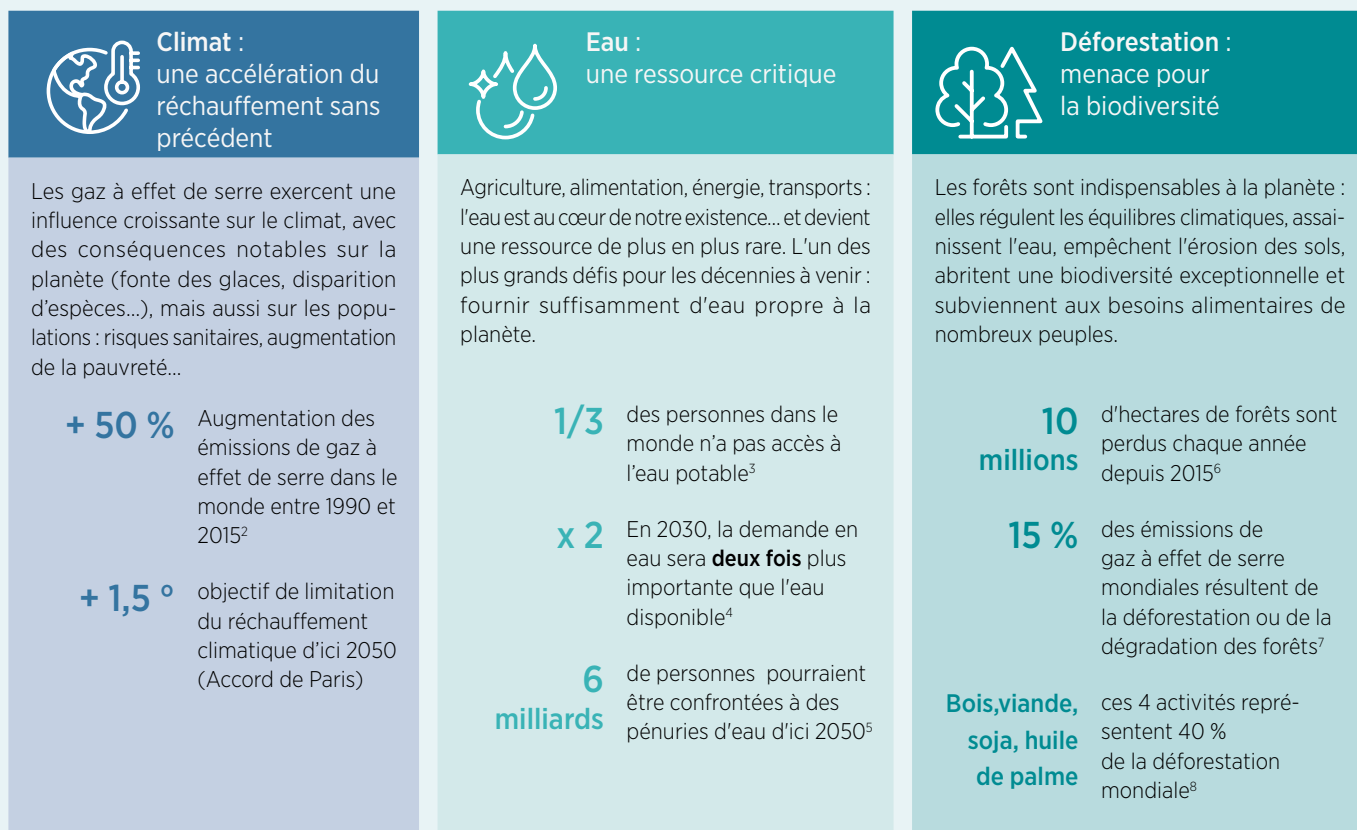 Climat :
une accélération du
réchauffement sans
précédent
Les gaz à effet de serre exercent une
influence croissante sur le climat, avec
des conséquences notables sur la
planète (fonte des glaces, disparition
d’espèces...), mais aussi sur les popu-
lations : risques sanitaires, augmentation
de la pauvreté...
+ 50 %
Augmentation des
émissions de gaz à
effet de serre dans le
monde entre 1990 et
2015²
+ 1,5 °
objectif de limitation
du réchauffement
climatique d’ici 2050
(Accord de Paris)
Eau :
une ressource critique
Agriculture, alimentation, énergie, transports :
l'eau est au cœur de notre existence... et devient
une ressource de plus en plus rare. L'un des
plus grands défis pour les décennies à venir :
fournir suffisamment d'eau propre à la
planète.
1/3
des personnes dans le
monde n’a pas accès à
l’eau potable³
x 2
En 2030, la demande en
eau sera deux fois plus
importante que l'eau
disponible⁴
6
milliards
de personnes pourraient
être confrontées à des
pénuries d'eau d'ici 2050⁵
Déforestation :
menace pour
la biodiversité
Les forêts sont indispensables à la planète :
elles régulent les équilibres climatiques, assai-
nissent l'eau, empêchent l'érosion des sols,
abritent une biodiversité exceptionnelle et
subviennent aux besoins alimentaires de
nombreux peuples.
10
millions
d'hectares de forêts sont
perdus chaque année
depuis 2015⁶
15 %
des émissions de
gaz à effet de serre
mondiales résultent de
la déforestation ou de la
dégradation des forêts⁷
Bois,viande,
soja, huile
de palme
ces 4 activités repré-
sentent 40 %
de la déforestation
mondiale⁸